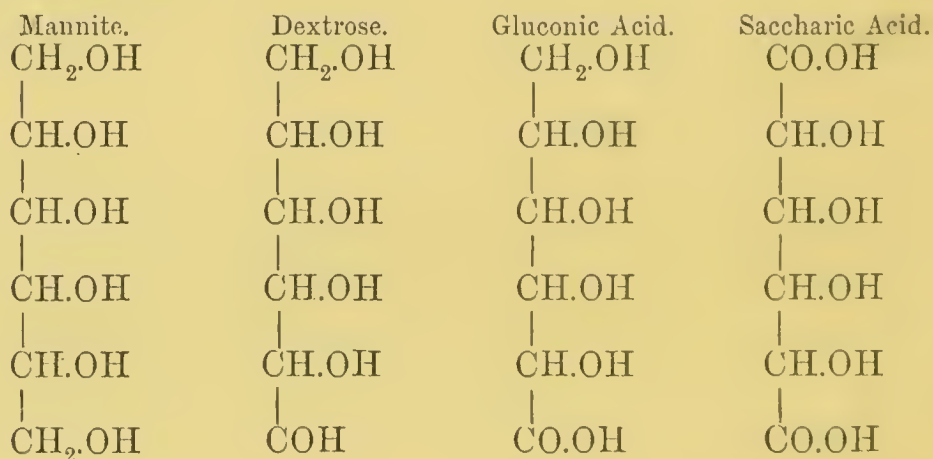 Mannite. Dextrose. Gluconic Acid. Saccharic Acid.
CH₂.OH CH₂.OH CH₂.OH CO.OH
CH.OH CH.OH CH.OH CH.OH
CH.OH CH.OH CH.OH CH.OH
CH.OH CH.OH CH.OH CH.OH
CH.OH CH.OH CH.OH CH.OH
CH₂.OH COH CO.OH CO.OH